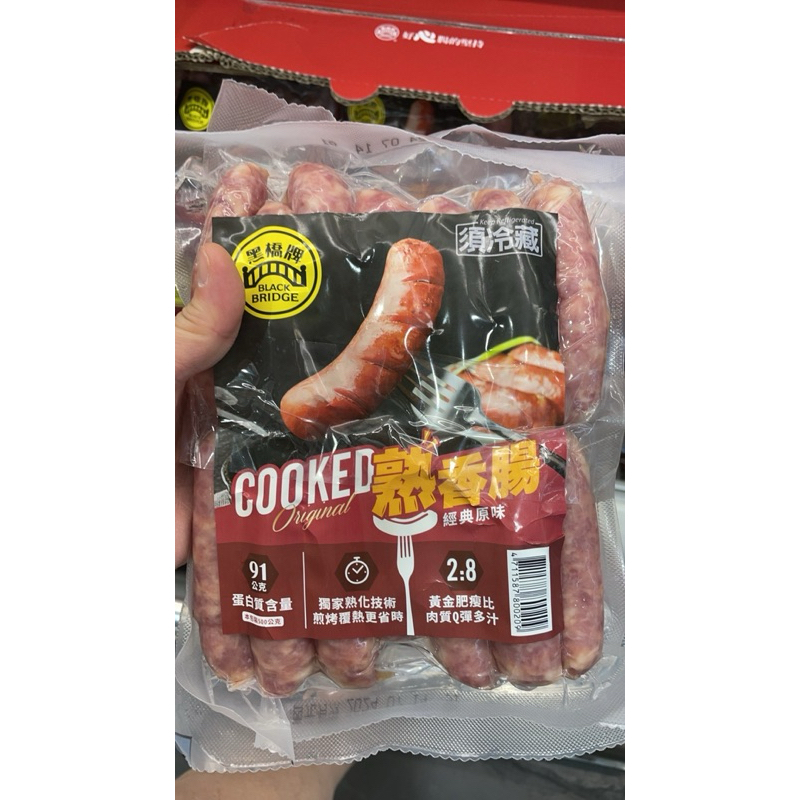 黑橋牌
BLACK
BRIDGE
Keep Refrigerated
須冷藏
COOKED 熟香腸
Original
經典原味
91
公克
蛋白質含量
獨家熟化技術
煎烤覆熱更省時
2:8
黃金肥瘦比
肉質Q彈多汁
4711587800209